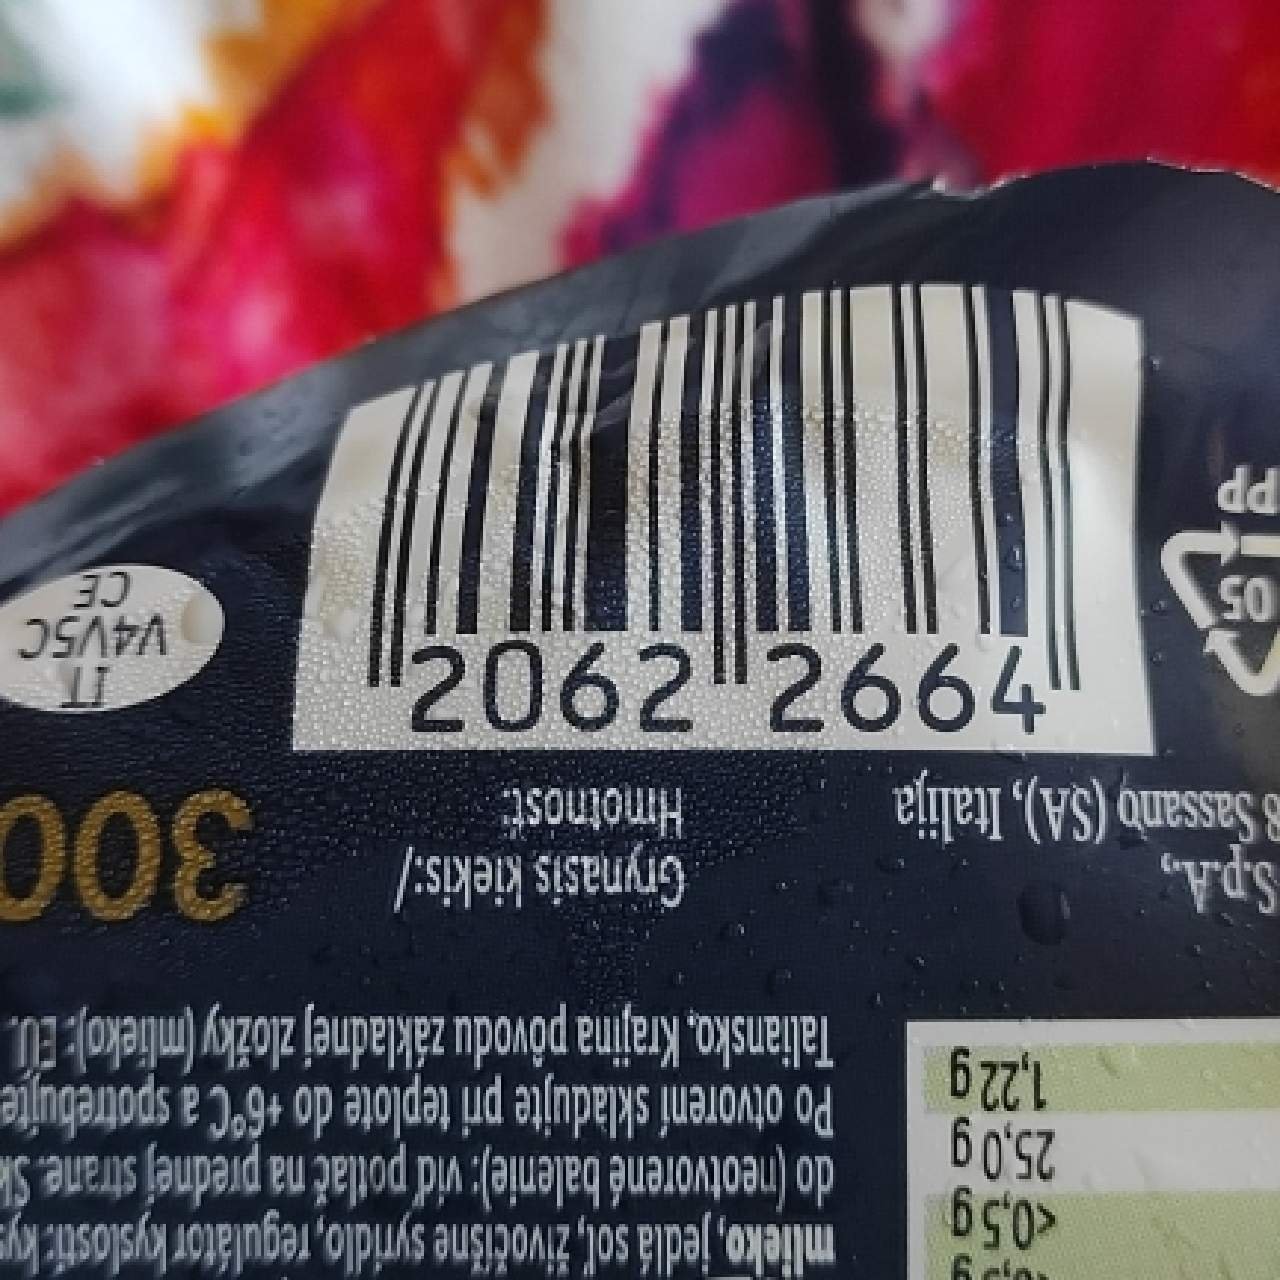 PP
05
2062 2664
IT
V4V5C
CE
mlieko, jedlá soľ, živočíšne syridlo, regulátor kyslosti: kys
do (neotvorené balenie): viď potlač na prednej strane. Sk
Po otvorení skladujte pri teplote do +6°C a spotrebujte
Taliansko, Krajina pôvodu základnej zložky (mlieko): EÚ.
<0,5 g
25,0 g
1,22 g
Grynasis kiekis:/
Hmotnosť:
300
S.p.A.,
8 Sassano (SA), Italija